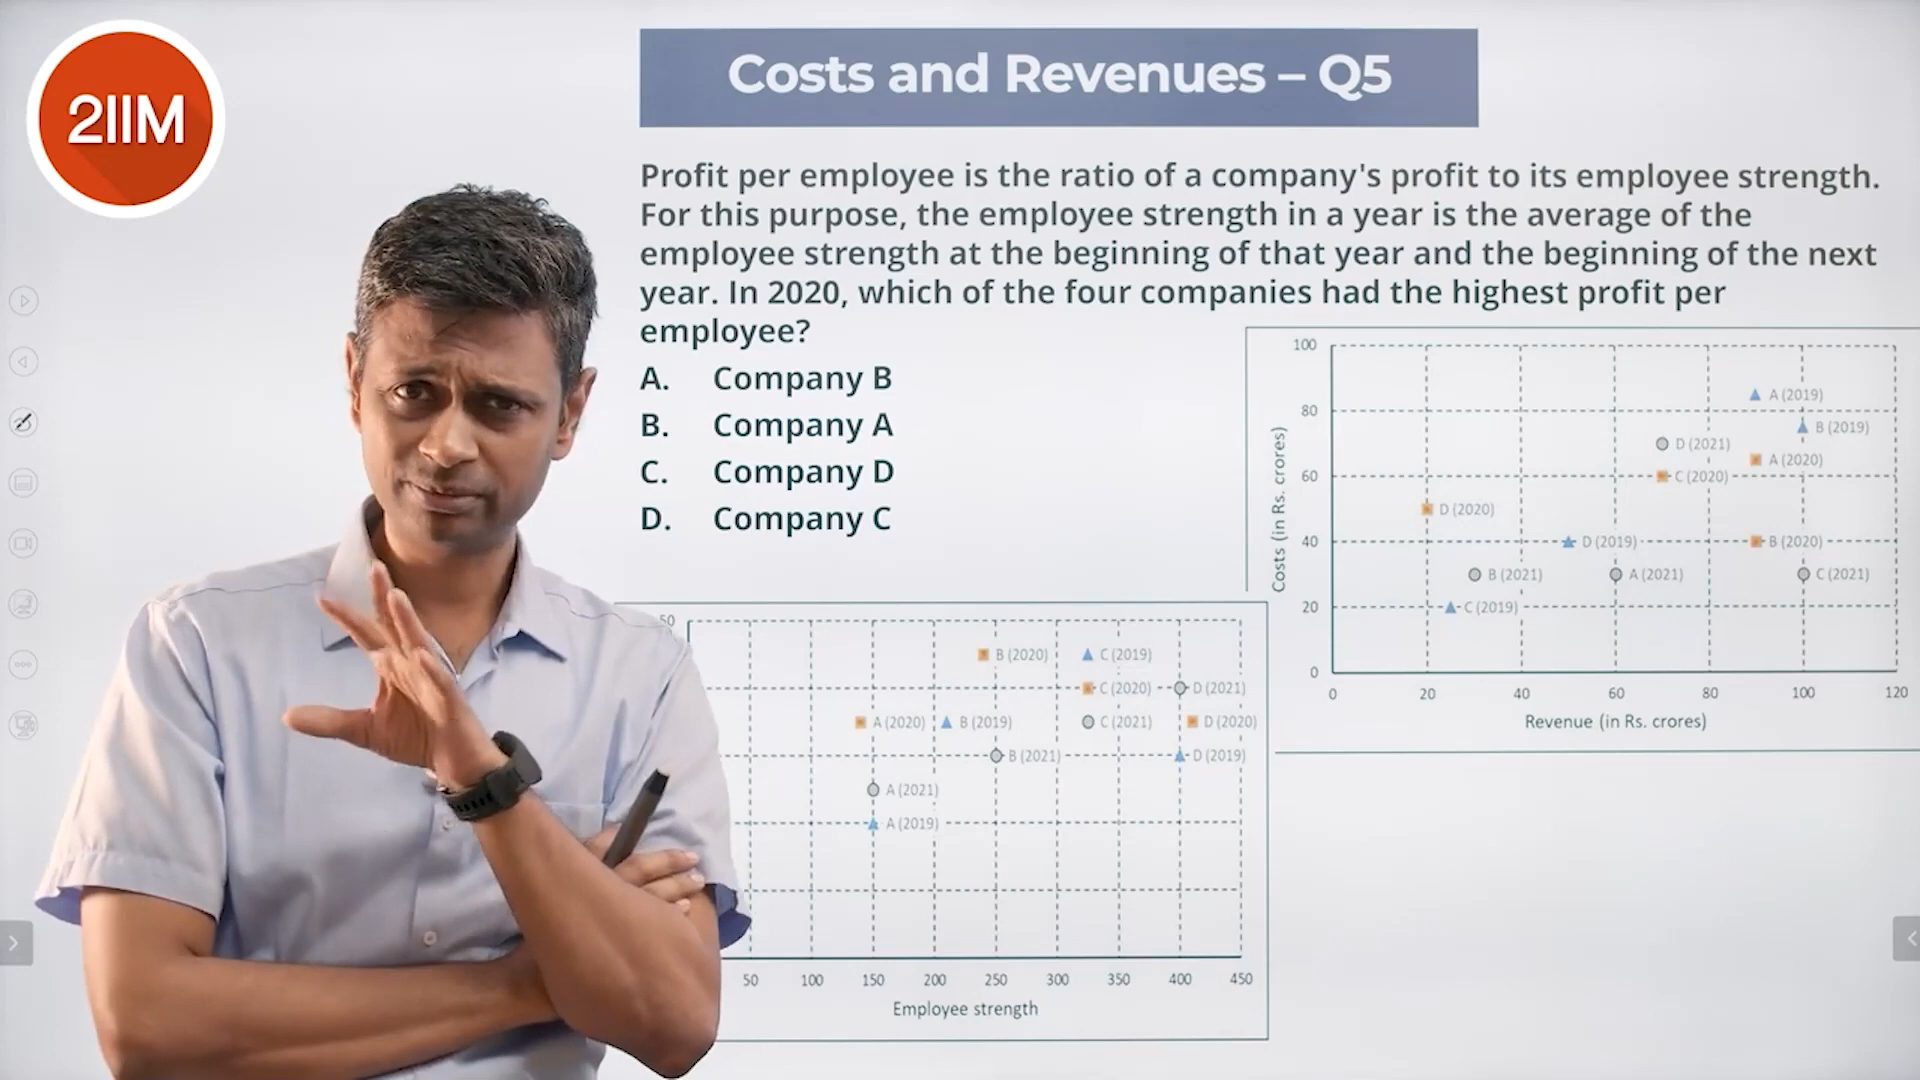 2IIM
Costs and Revenues – Q5
Profit per employee is the ratio of a company's profit to its employee strength.
For this purpose, the employee strength in a year is the average of the
employee strength at the beginning of that year and the beginning of the next
year. In 2020, which of the four companies had the highest profit per
employee?
A. Company B
B. Company A
C. Company D
D. Company C
100
A (2019)
80
B (2019)
D (2021)
A (2020)
60
C (2020)
D (2020)
40
D (2019)
B (2020)
B (2021)
A (2021)
C (2021)
20
C (2019)
0
0 20 40 60 80 100 120
Costs (in Rs. crores)
Revenue (in Rs. crores)
50
B (2020)
C (2019)
C (2020)
D (2021)
A (2020)
B (2019)
C (2021)
D (2020)
B (2021)
D (2019)
A (2021)
A (2019)
50 100 150 200 250 300 350 400 450
Employee strength